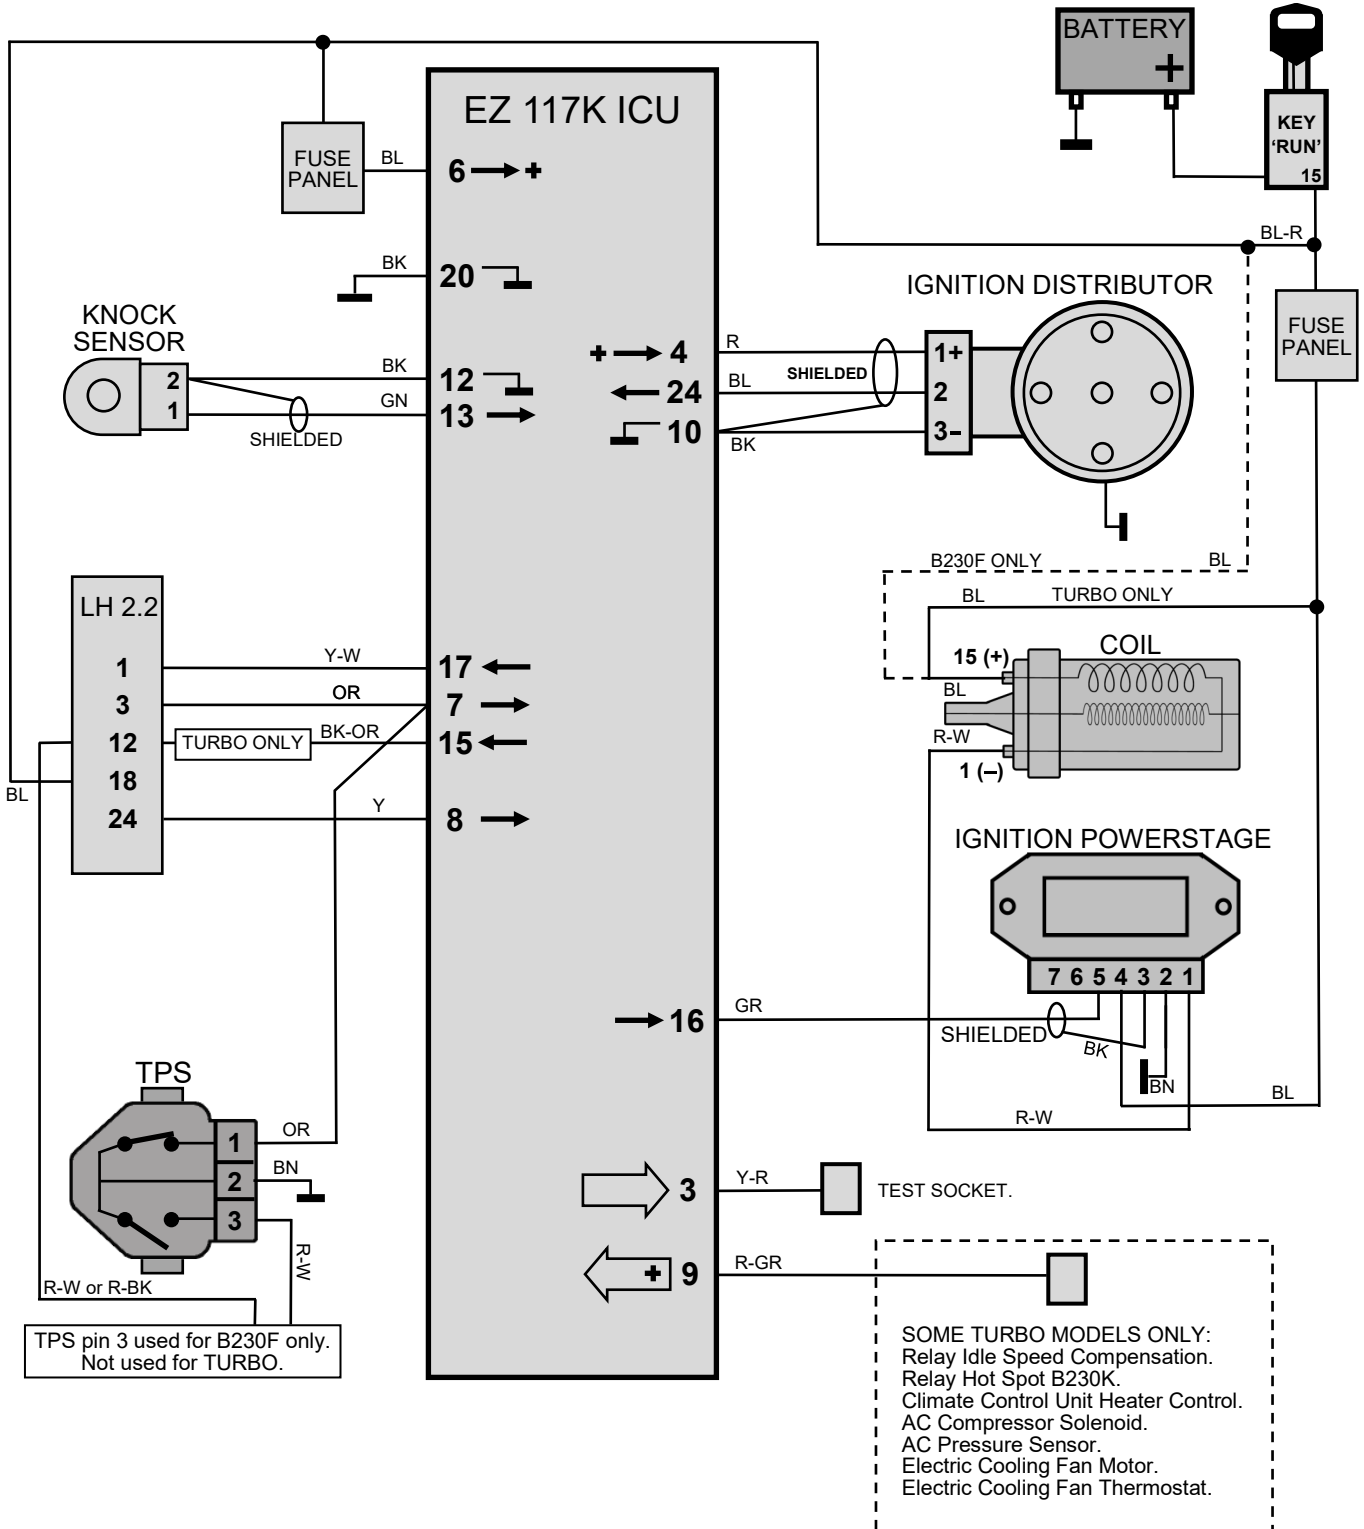 BATTERY
+
KEY
'RUN'
15
EZ 117K ICU
FUSE
PANEL
BL
6 +
BL-R
BK
20
IGNITION DISTRIBUTOR
KNOCK
SENSOR
FUSE
PANEL
+ 4
R
1+
SHIELDED
2
BK
12
24
BL
2
1
GN
13
SHIELDED
10
BK
3–
B230F ONLY
BL
BL
TURBO ONLY
LH 2.2
COIL
15 (+)
1
Y-W
17
3
OR
7
BL
12
TURBO ONLY
BK-OR
15
R-W
1 (–)
18
BL
24
Y
8
IGNITION POWERSTAGE
7 6 5 4 3 2 1
16
GR
SHIELDED
BK
BN
BL
R-W
TPS
1
OR
2
BN
3
R-W
3
Y-R
TEST SOCKET.
+ 9
R-GR
R-W or R-BK
TPS pin 3 used for B230F only.
Not used for TURBO.
SOME TURBO MODELS ONLY:
Relay Idle Speed Compensation.
Relay Hot Spot B230K.
Climate Control Unit Heater Control.
AC Compressor Solenoid.
AC Pressure Sensor.
Electric Cooling Fan Motor.
Electric Cooling Fan Thermostat.